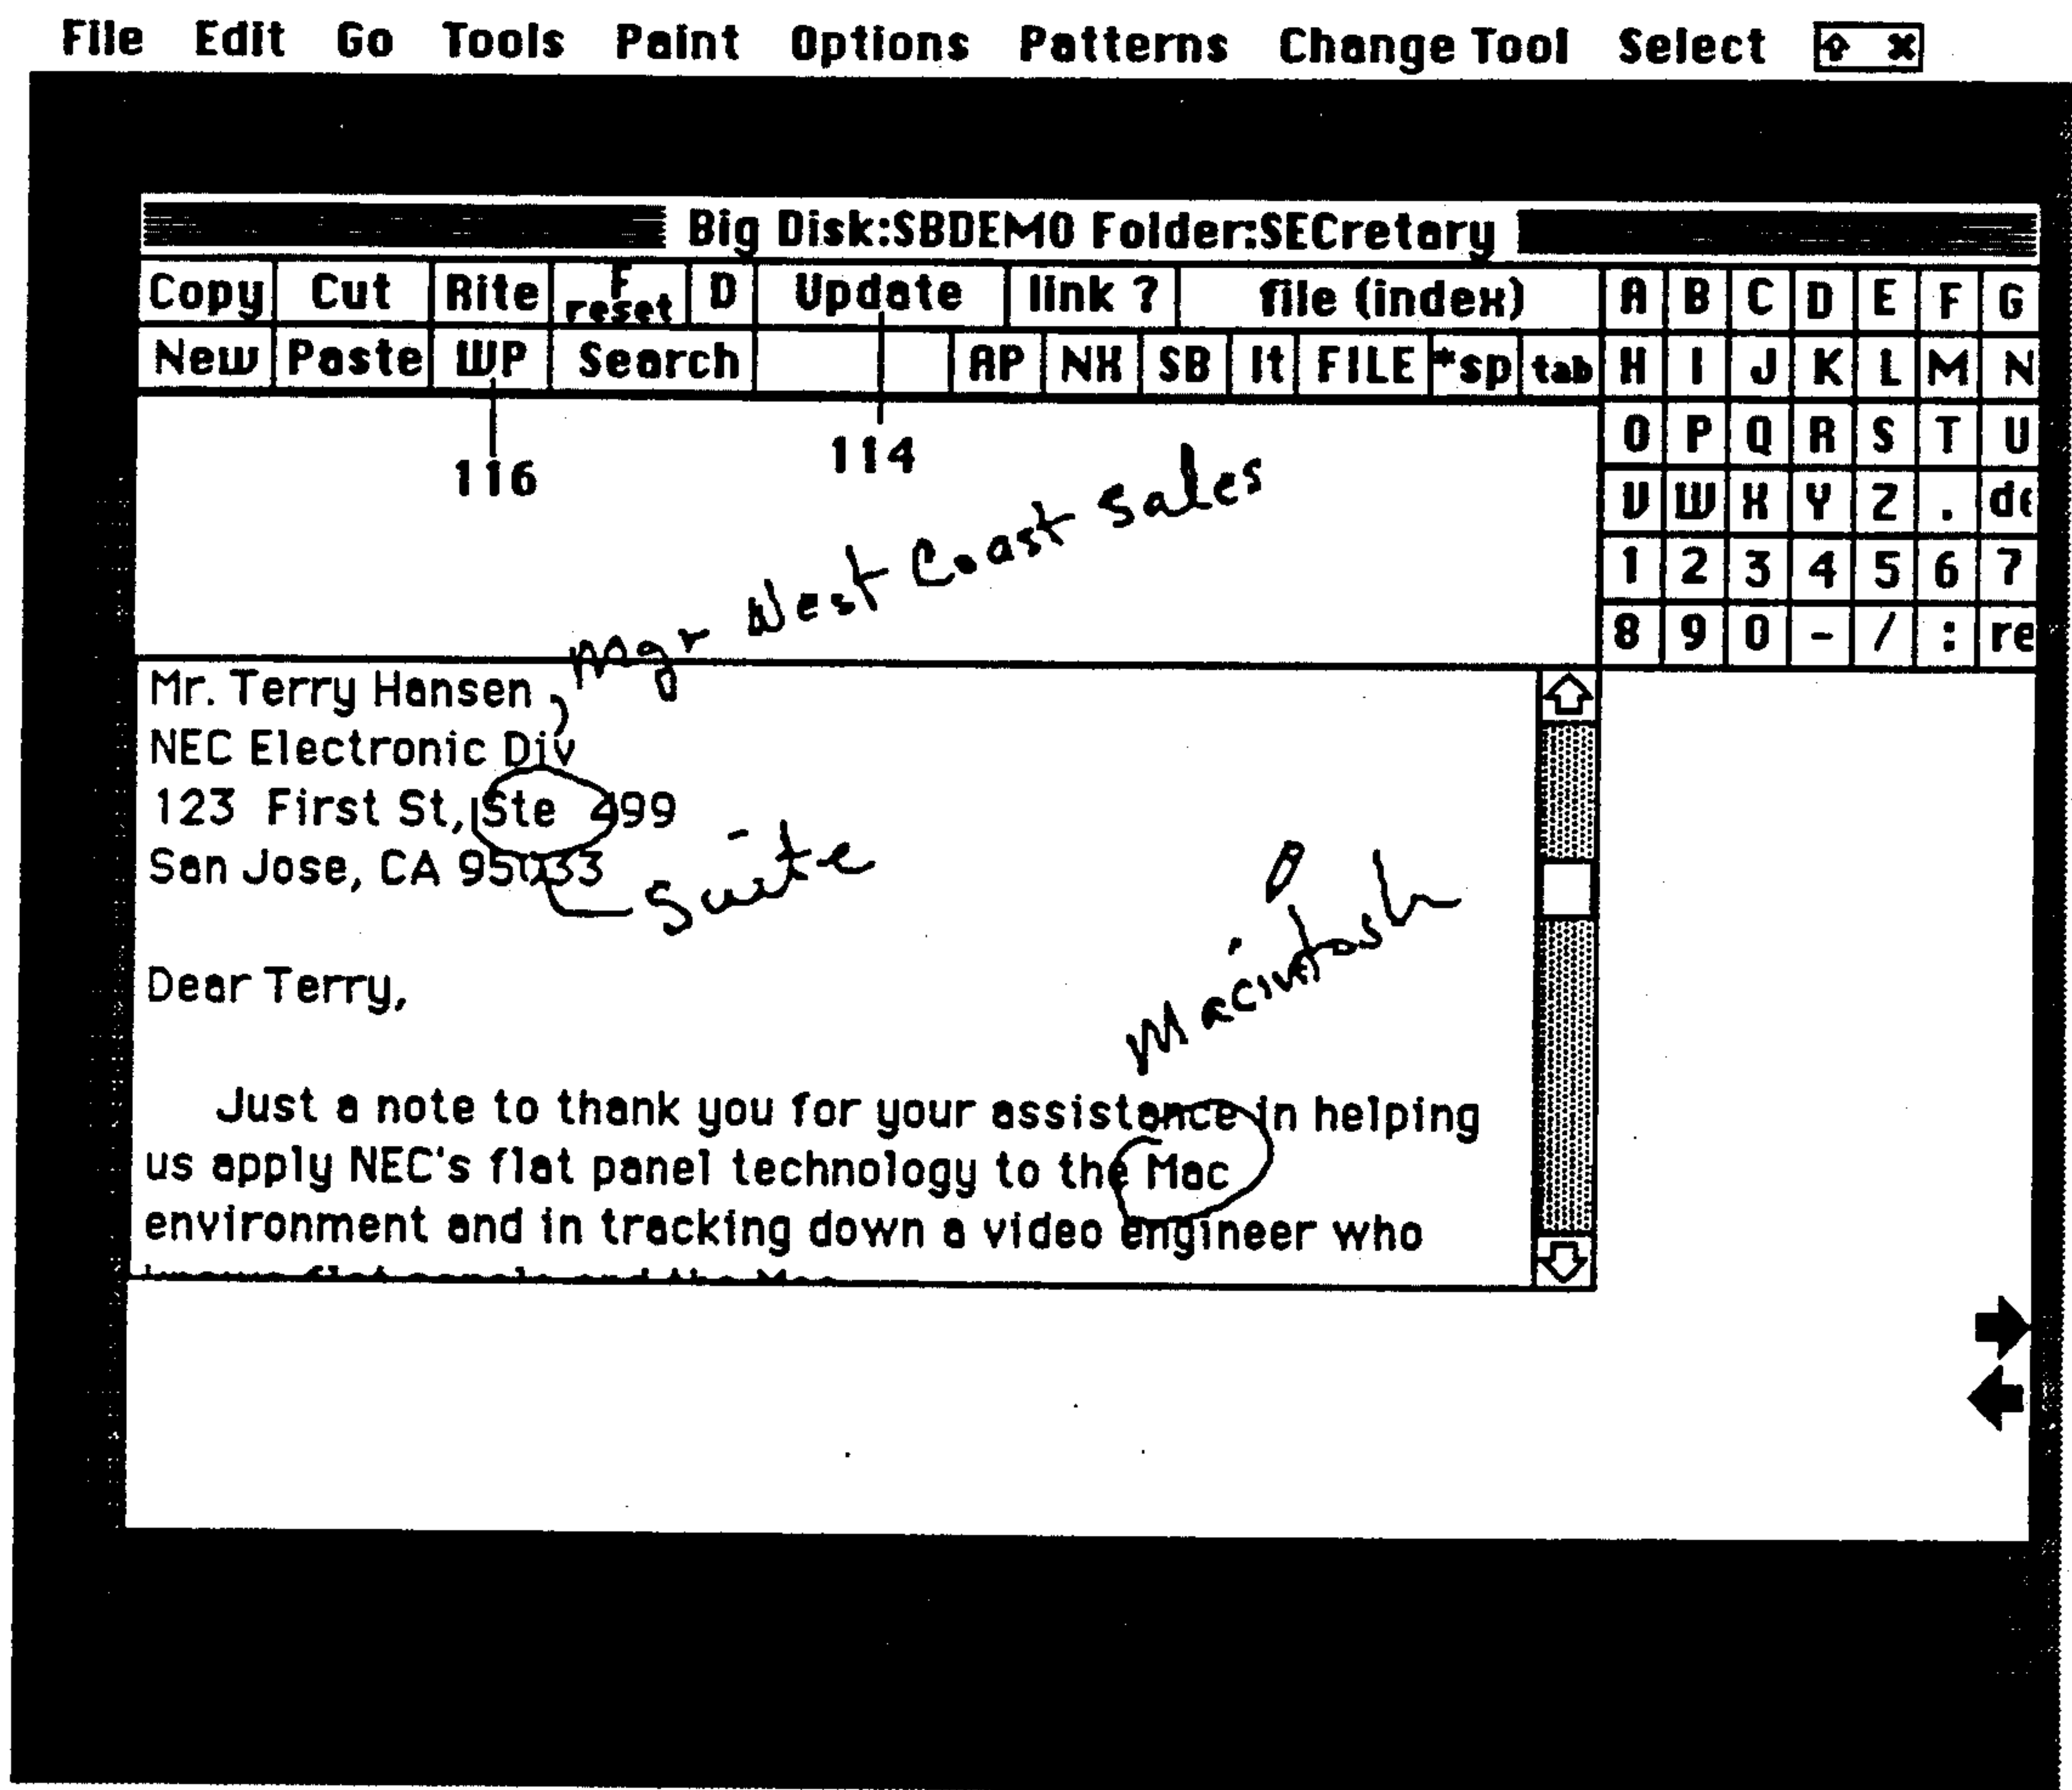 File Edit Go Tools Paint Options Patterns Change Tool Select
Big Disk:SBDEMO Folder:SECretary
Copy Cut Rite F reset D Update link ? file (index) A B C D E F G
New Paste WP Search AP NX SB It FILE *sp tab H I J K L M N
O P Q R S T U
116 114
V W X Y Z .
1 2 3 4 5 6 7
8 9 0 - / : re
Mgr West Coast Sales
Mr. Terry Hansen ,
NEC Electronic Div
123 First St, Ste 499
San Jose, CA 95033
Suite
Dear Terry,
Macintosh
Just a note to thank you for your assistance in helping
us apply NEC's flat panel technology to the Mac
environment and in tracking down a video engineer who